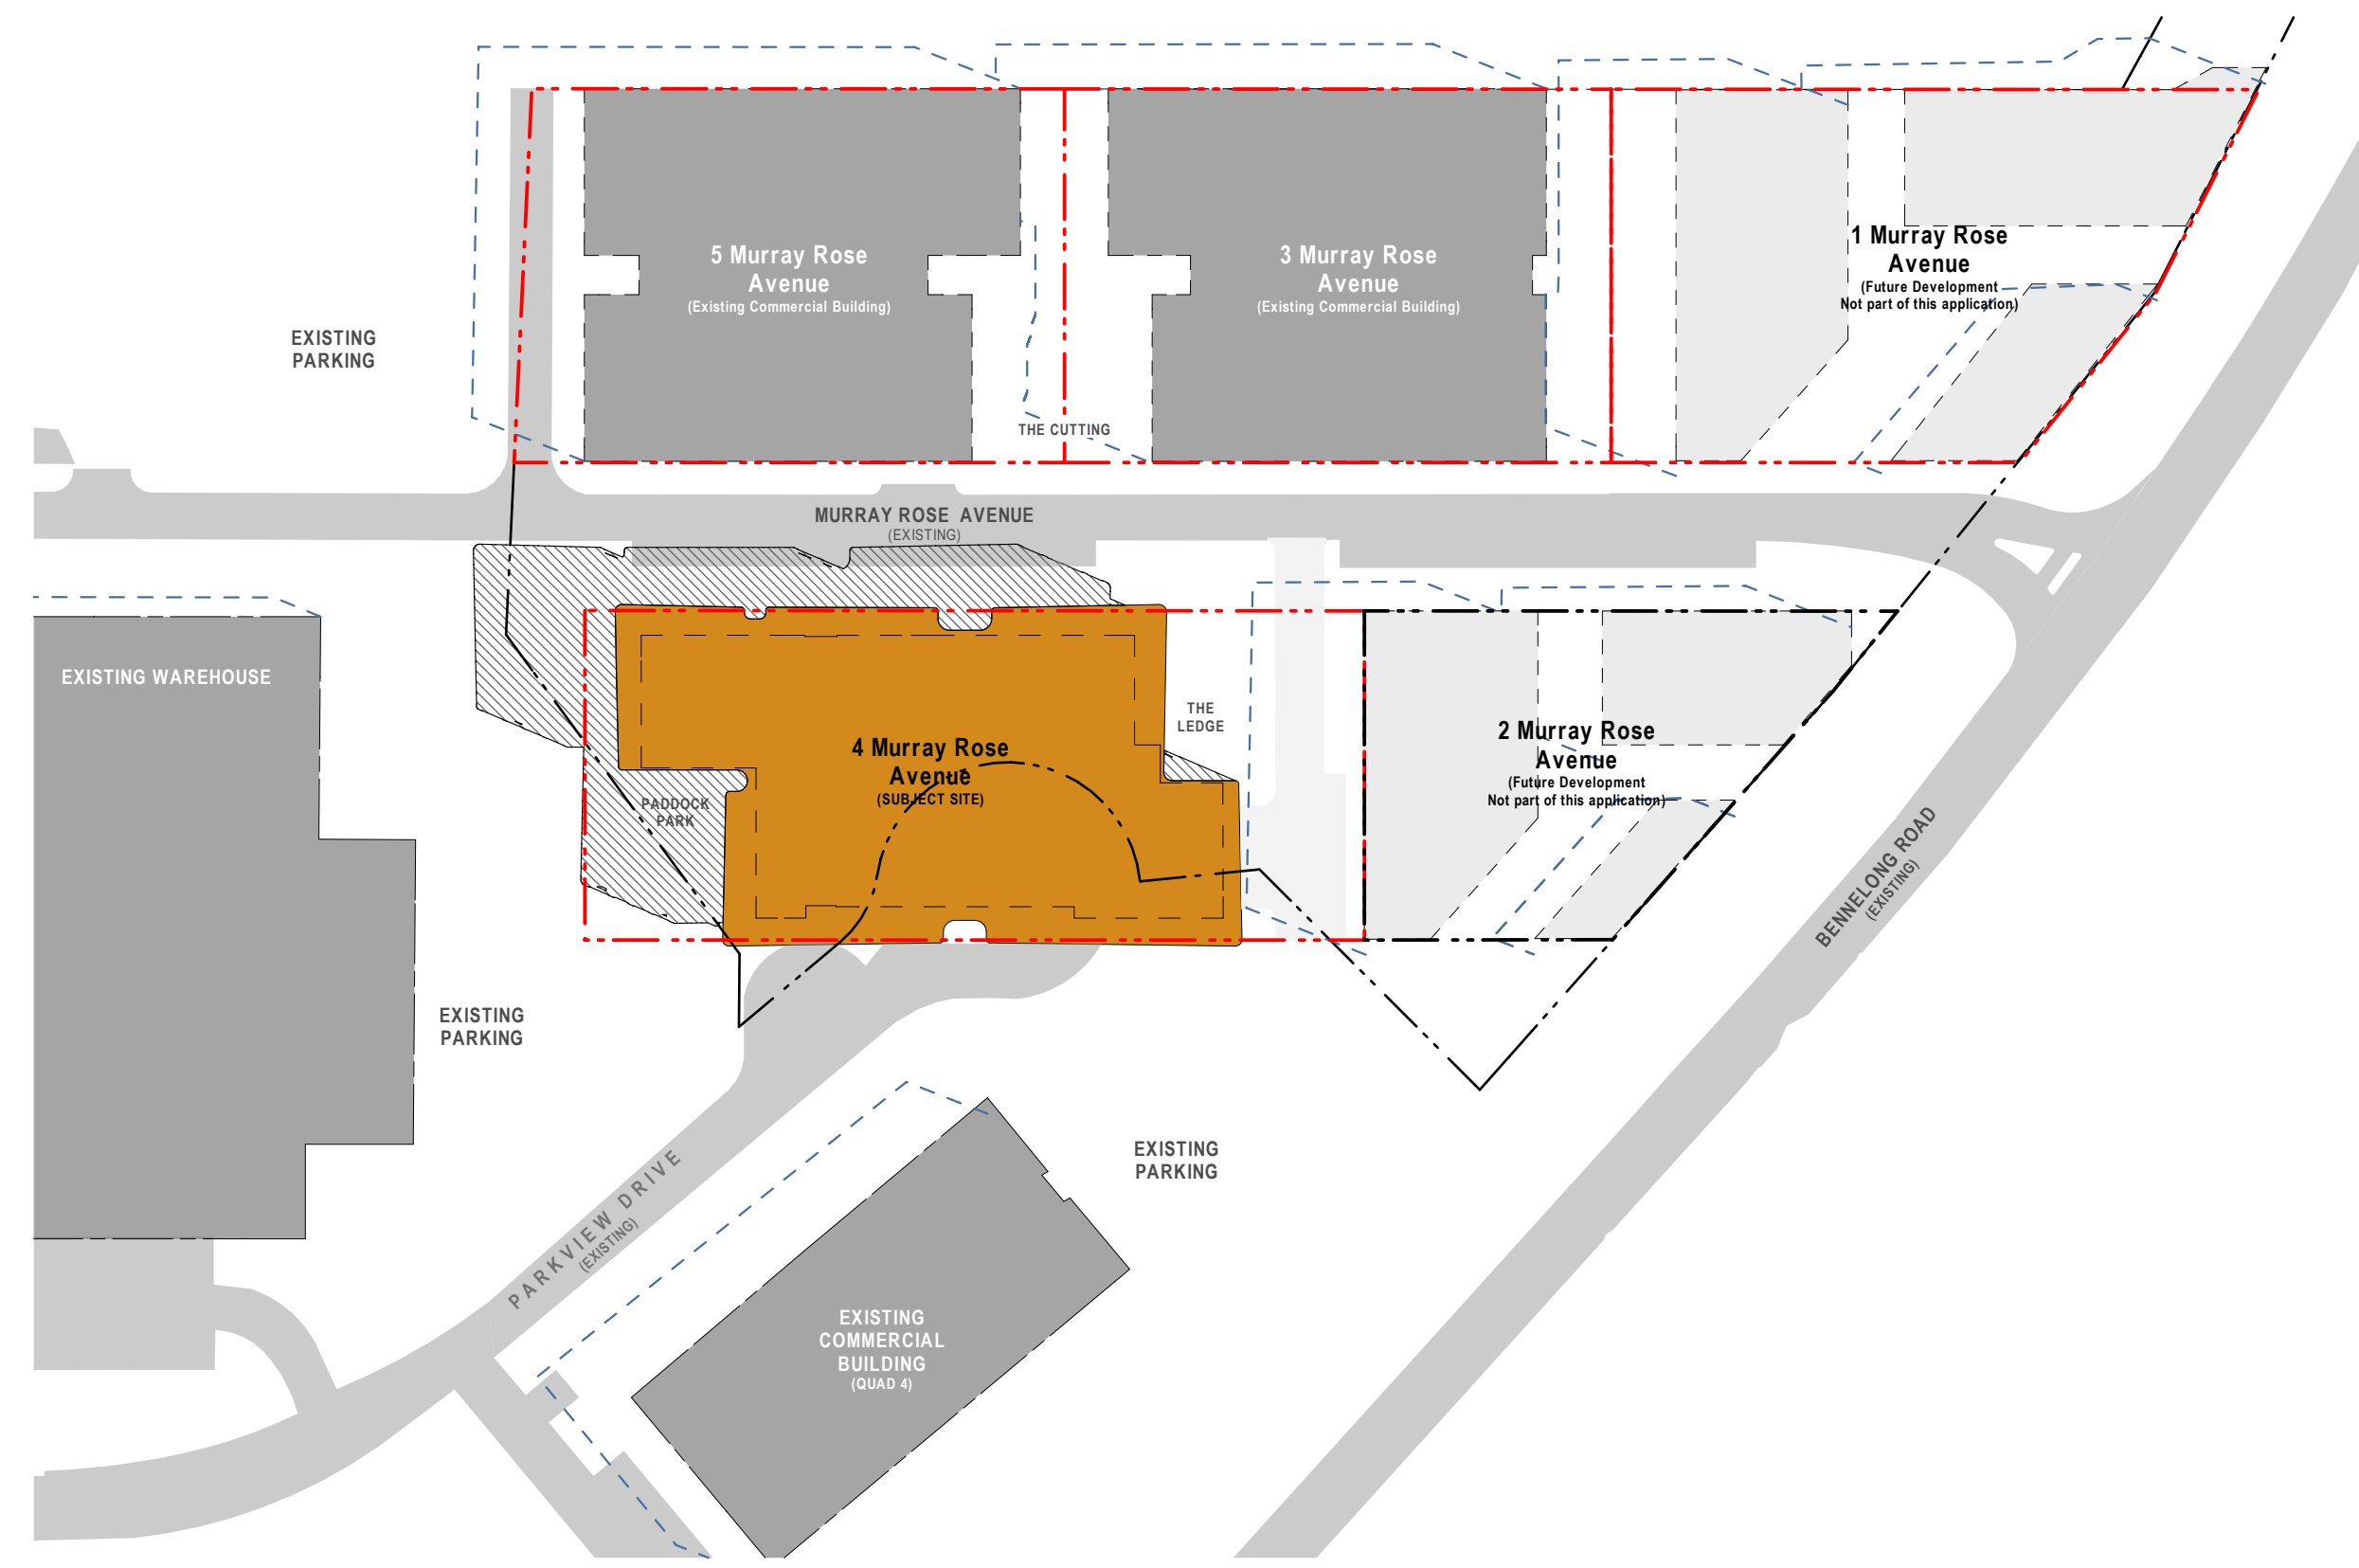 5 Murray Rose
Avenue
(Existing Commercial Building)
3 Murray Rose
Avenue
(Existing Commercial Building)
1 Murray Rose
Avenue
(Future Development
Not part of this application)
EXISTING
PARKING
THE CUTTING
MURRAY ROSE AVENUE
(EXISTING)
EXISTING WAREHOUSE
THE
LEDGE
4 Murray Rose
Avenue
(SUBJECT SITE)
2 Murray Rose
Avenue
(Future Development
Not part of this application)
PADDOCK
PARK
BENNELONG ROAD
(EXISTING)
EXISTING
PARKING
EXISTING
PARKING
PARKVIEW DRIVE
(EXISTING)
EXISTING
COMMERCIAL
BUILDING
(QUAD 4)